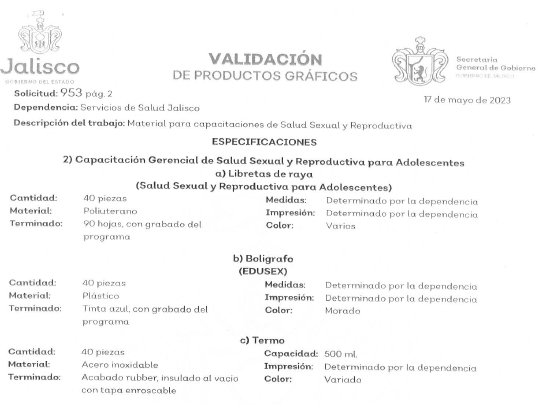 Jalisco
GOBIERNO DEL ESTADO
VALIDACIÓN
DE PRODUCTOS GRÁFICOS
Secretaría
General de Gobierno
Solicitud: 953 pág. 2
17 de mayo de 2023
Dependencia: Servicios de Salud Jalisco
Descripción del trabajo: Material para capacitaciones de Salud Sexual y Reproductiva
ESPECIFICACIONES
2) Capacitación Gerencial de Salud Sexual y Reproductiva para Adolescentes
a) Libretas de raya
(Salud Sexual y Reproductiva para Adolescentes)
Cantidad: 40 piezas Medidas: Determinado por la dependencia
Material: Poliuterano Impresión: Determinado por la dependencia
Terminado: 90 hojas, con grabado del Color: Varios
programa
b) Boligrafo
(EDUSEX)
Cantidad: 40 piezas Medidas: Determinado por la dependencia
Material: Plástico Impresión: Determinado por la dependencia
Terminado: Tinta azul, con grabado del Color: Morado
programa
c) Termo
Cantidad: 40 piezas Capacidad: 500 ml.
Material: Acero inoxidable Impresión: Determinado por la dependencia
Terminado: Acabado rubber, insulado al vacio Color: Variado
con tapa enroscable